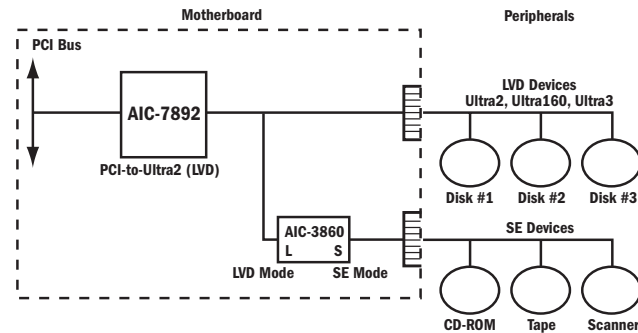 Motherboard
Peripherals
PCI Bus
AIC-7892
PCI-to-Ultra2 (LVD)
LVD Devices
Ultra2, Ultra160, Ultra3
Disk #1
Disk #2
Disk #3
AIC-3860
L
S
LVD Mode
SE Mode
SE Devices
CD-ROM
Tape
Scanner